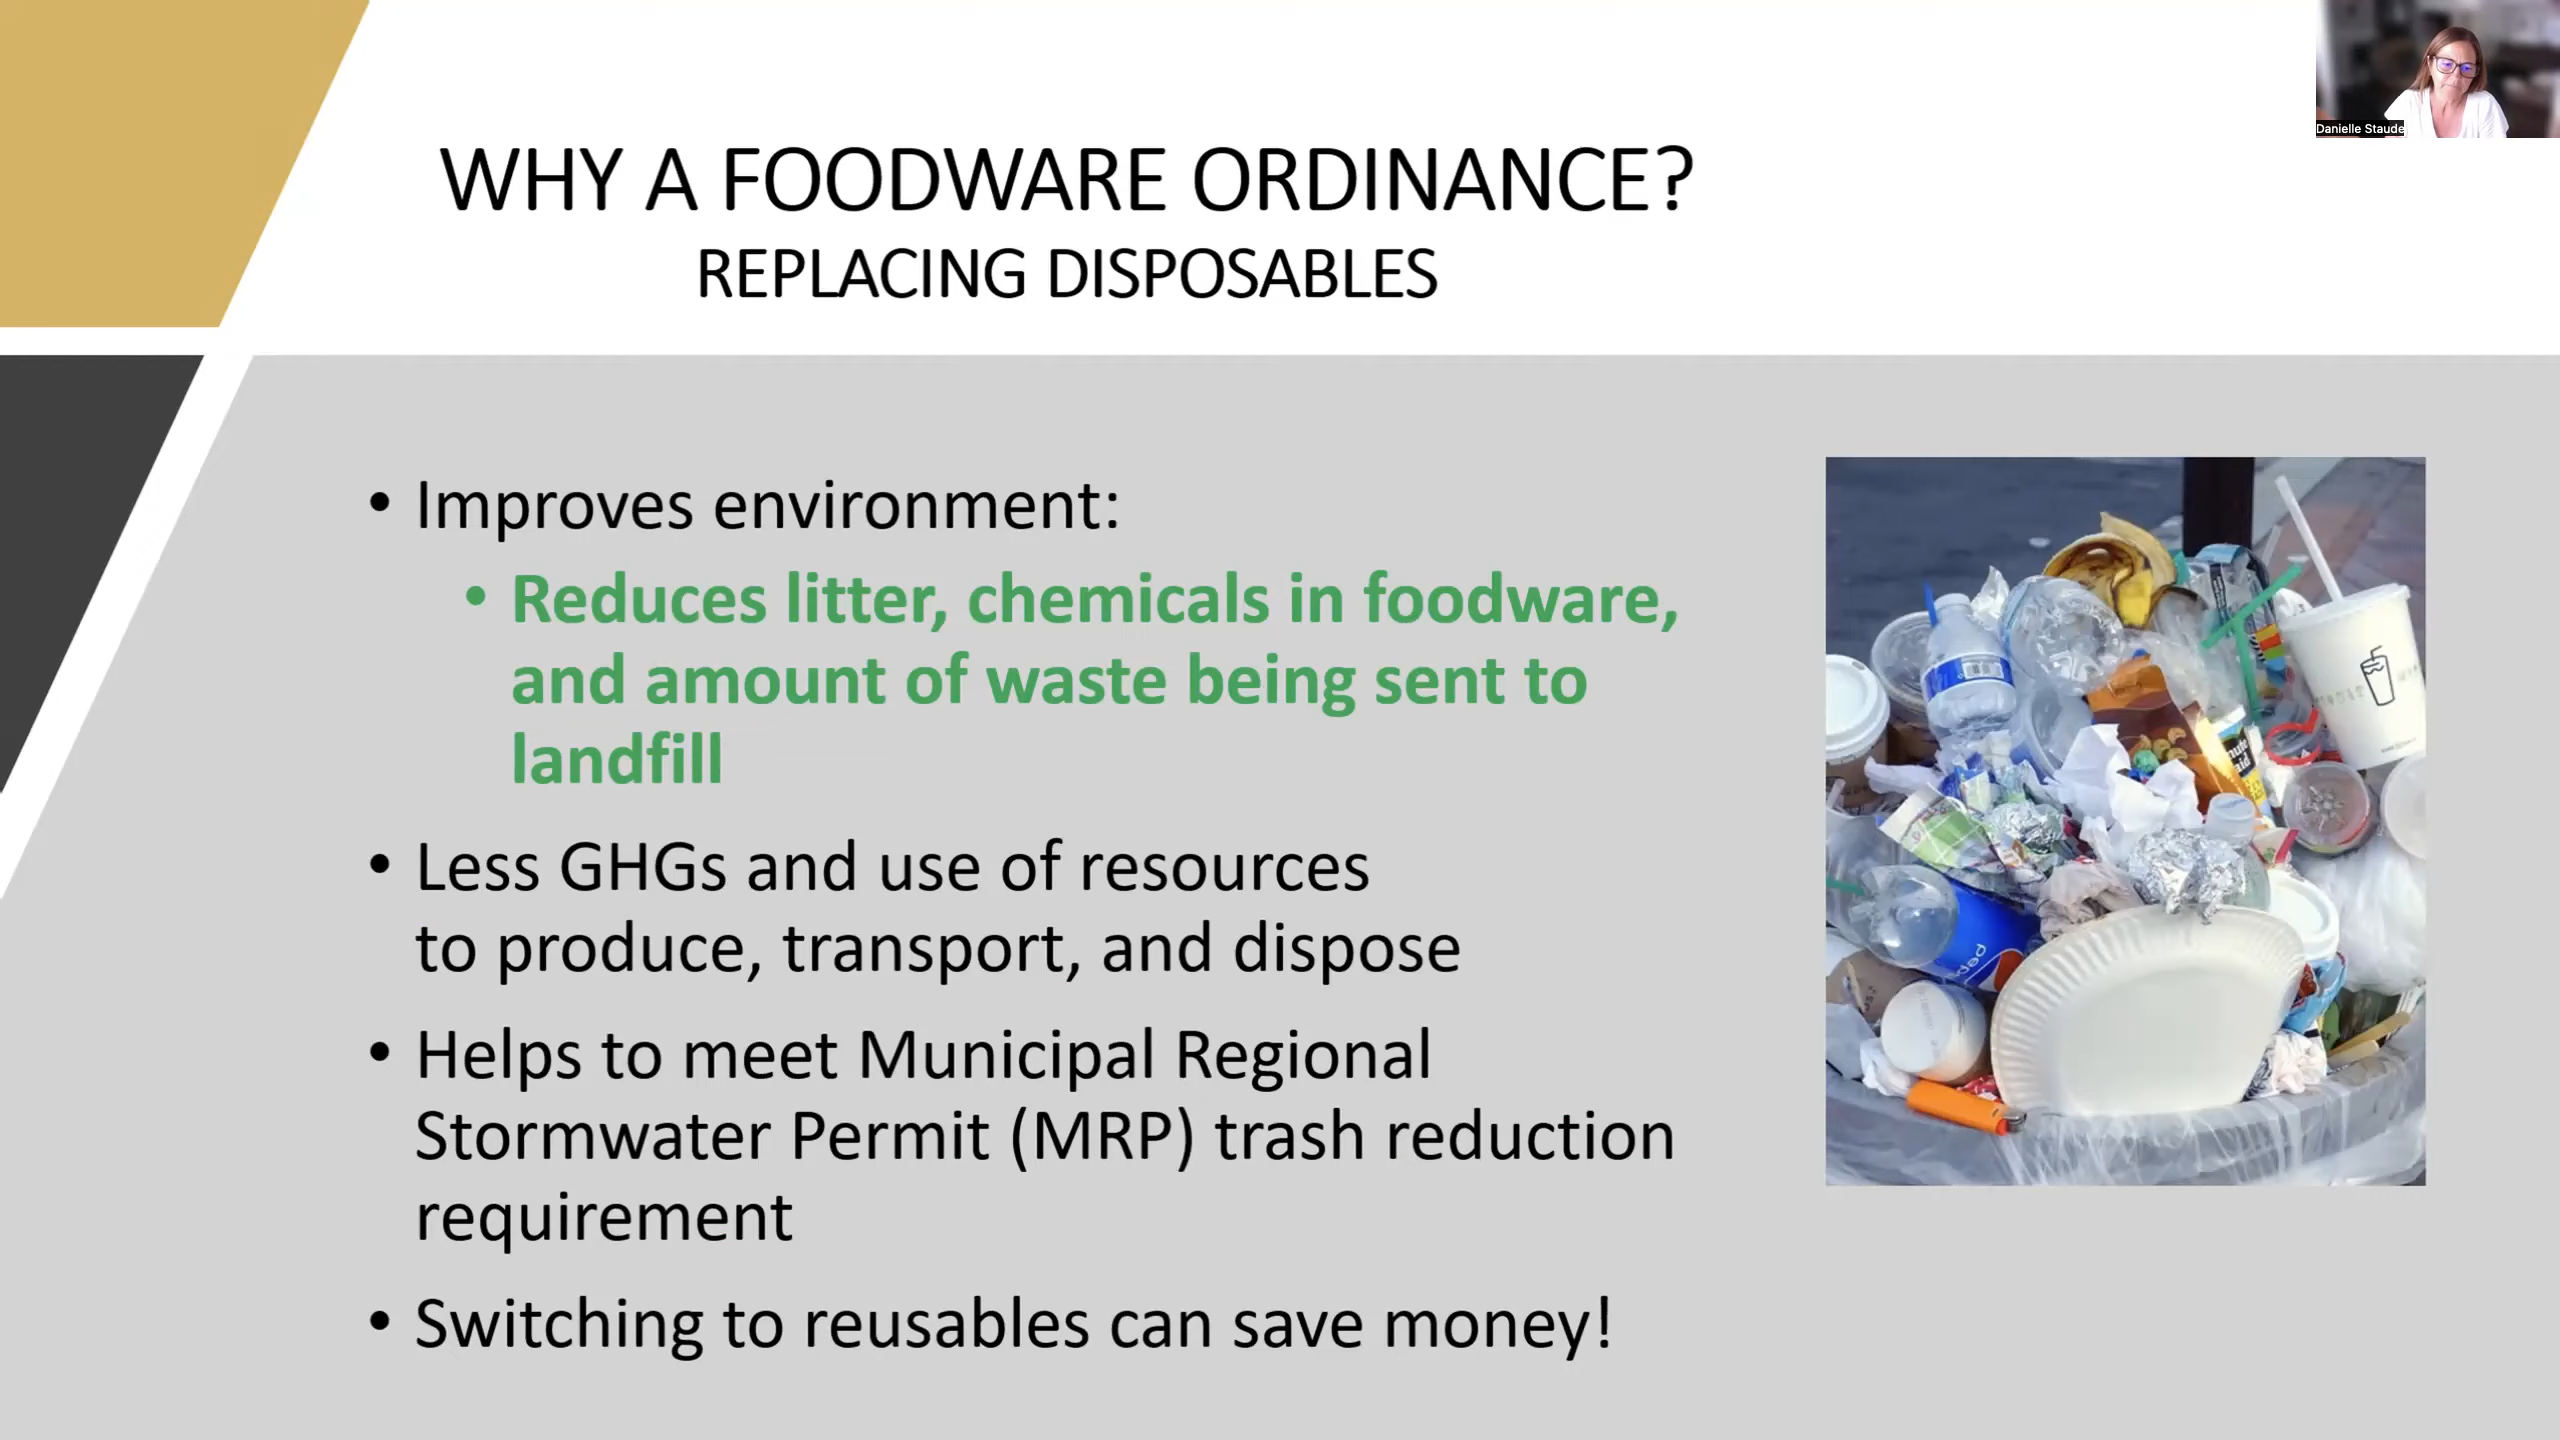 Danielle Staude
WHY A FOODWARE ORDINANCE?
REPLACING DISPOSABLES
• Improves environment:
• Reduces litter, chemicals in foodware,
and amount of waste being sent to
landfill
• Less GHGs and use of resources
to produce, transport, and dispose
• Helps to meet Municipal Regional
Stormwater Permit (MRP) trash reduction
requirement
• Switching to reusables can save money!